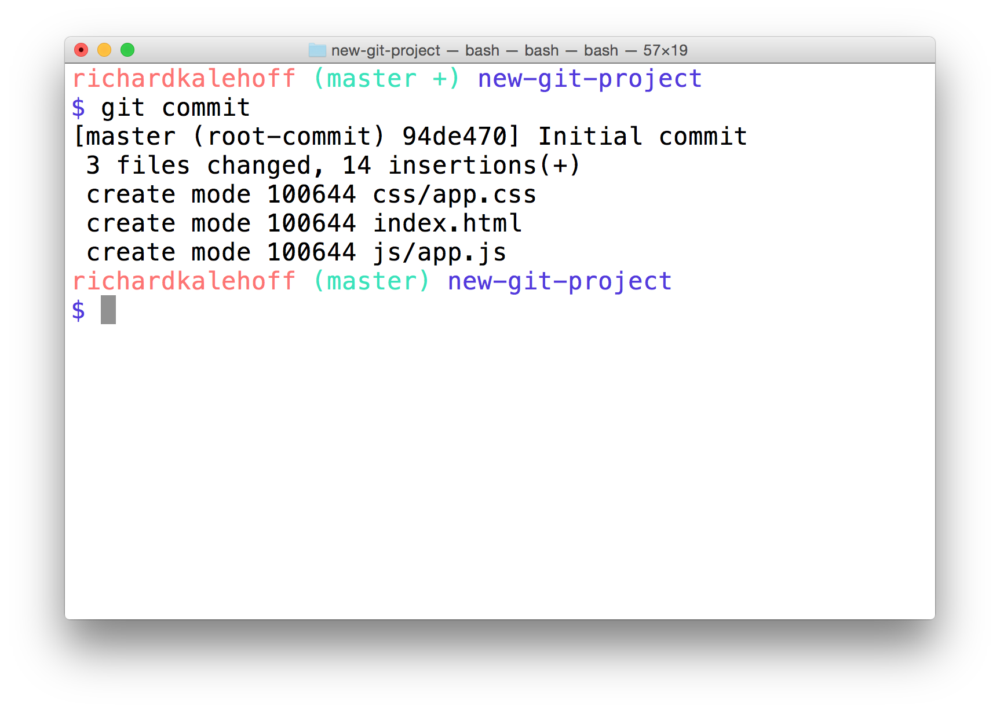 new-git-project — bash — bash — bash — 57×19
richardkalehoff (master +) new-git-project
$ git commit
[master (root-commit) 94de470] Initial commit
 3 files changed, 14 insertions(+)
 create mode 100644 css/app.css
 create mode 100644 index.html
 create mode 100644 js/app.js
richardkalehoff (master) new-git-project
$